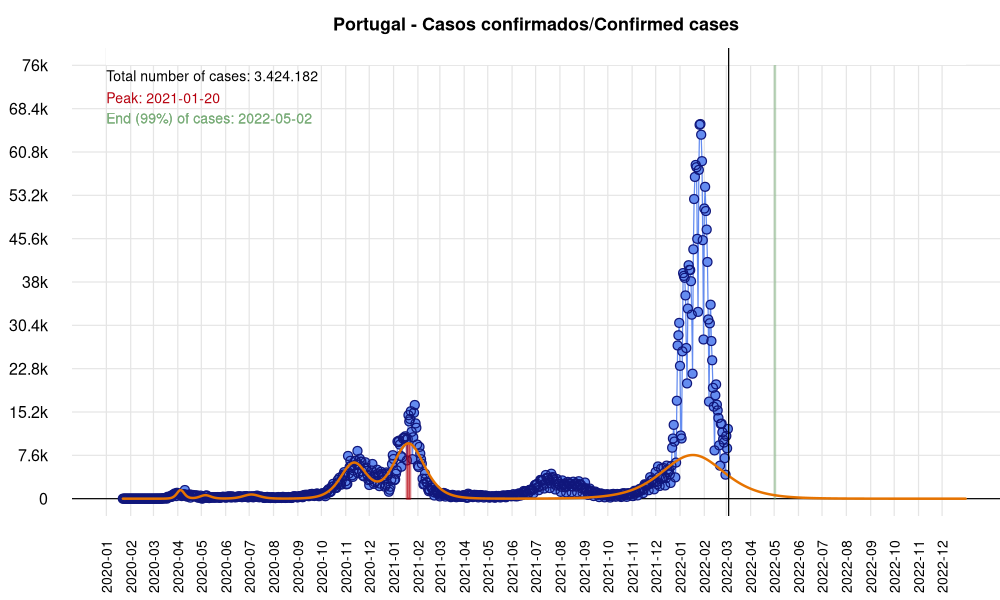 Portugal - Casos confirmados/Confirmed cases
Total number of cases: 3.424.182
Peak: 2021-01-20
End (99%) of cases: 2022-05-02
76k
68.4k
60.8k
53.2k
45.6k
38k
30.4k
22.8k
15.2k
7.6k
0
2020-01
2020-02
2020-03
2020-04
2020-05
2020-06
2020-07
2020-08
2020-09
2020-10
2020-11
2020-12
2021-01
2021-02
2021-03
2021-04
2021-05
2021-06
2021-07
2021-08
2021-09
2021-10
2021-11
2021-12
2022-01
2022-02
2022-03
2022-04
2022-05
2022-06
2022-07
2022-08
2022-09
2022-10
2022-11
2022-12